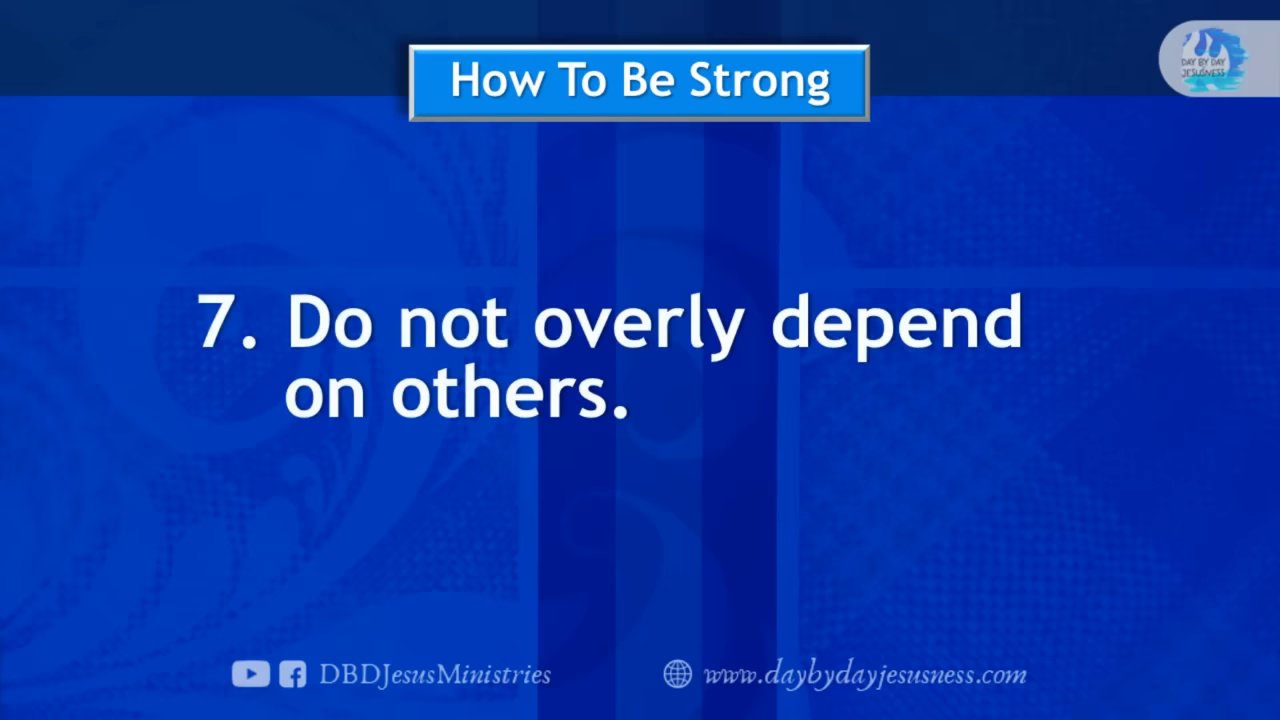 How To Be Strong
DAY BY DAY
JESUSNESS
7. Do not overly depend
on others.
DBDJesusMinistries
www.daybydayjesusness.com